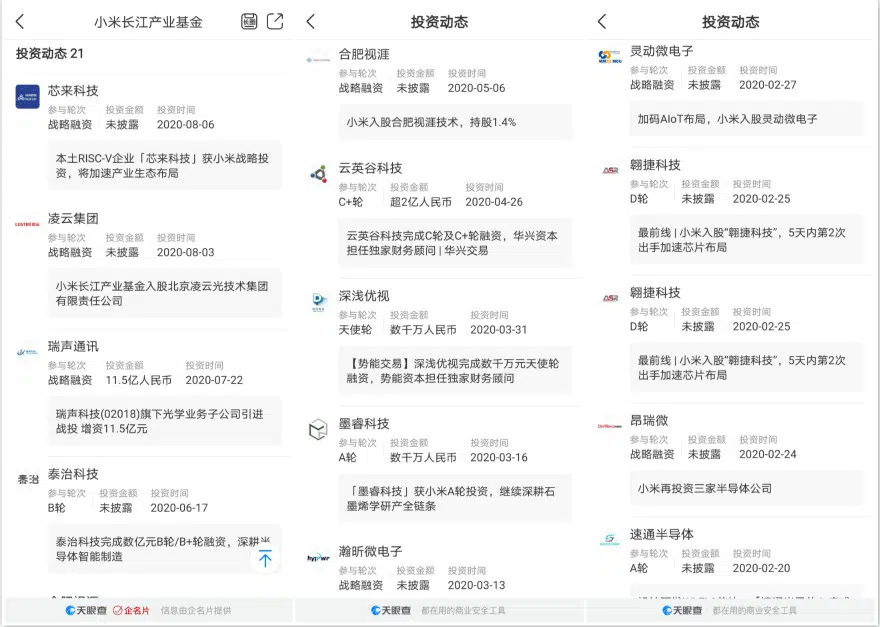 小米长江产业基金
投资动态 21
芯来科技
参与轮次 投资金额 投资时间
战略融资 未披露 2020-08-06
本土RISC-V企业「芯来科技」获小米战略投
资，将加速产业生态布局
凌云集团
参与轮次 投资金额 投资时间
战略融资 未披露 2020-08-03
小米长江产业基金入股北京凌云光技术集团
有限责任公司
瑞声通讯
参与轮次 投资金额 投资时间
战略融资 11.5亿人民币 2020-07-22
瑞声科技(02018)旗下光学业务子公司引进
战投 增资11.5亿元
泰治科技
参与轮次 投资金额 投资时间
B轮 未披露 2020-06-17
泰治科技完成数亿元B轮/B+轮融资，深耕半
导体智能制造
天眼查 企名片 信息由企名片提供
投资动态
合肥视涯
参与轮次 投资金额 投资时间
战略融资 未披露 2020-05-06
小米入股合肥视涯技术，持股1.4%
云英谷科技
参与轮次 投资金额 投资时间
C+轮 超2亿人民币 2020-04-26
云英谷科技完成C轮及C+轮融资，华兴资本
担任独家财务顾问 | 华兴交易
深浅优视
参与轮次 投资金额 投资时间
天使轮 数千万人民币 2020-03-31
【势能交易】深浅优视完成数千万元天使轮
融资，势能资本担任独家财务顾问
墨睿科技
参与轮次 投资金额 投资时间
A轮 数千万人民币 2020-03-16
「墨睿科技」获小米A轮投资，继续深耕石
墨烯学研产全链条
瀚昕微电子
参与轮次 投资金额 投资时间
战略融资 未披露 2020-03-13
天眼查 都在用的商业安全工具
投资动态
灵动微电子
参与轮次 投资金额 投资时间
战略融资 未披露 2020-02-27
加码AIoT布局，小米入股灵动微电子
ASR
翱捷科技
参与轮次 投资金额 投资时间
D轮 未披露 2020-02-25
最前线 | 小米入股“翱捷科技”，5天内第2次
出手加速芯片布局
ASR
翱捷科技
参与轮次 投资金额 投资时间
D轮 未披露 2020-02-25
最前线 | 小米入股“翱捷科技”，5天内第2次
出手加速芯片布局
昂瑞微
参与轮次 投资金额 投资时间
战略融资 未披露 2020-02-24
小米再投资三家半导体公司
速通半导体
参与轮次 投资金额 投资时间
A轮 未披露 2020-02-20
天眼查 都在用的商业安全工具